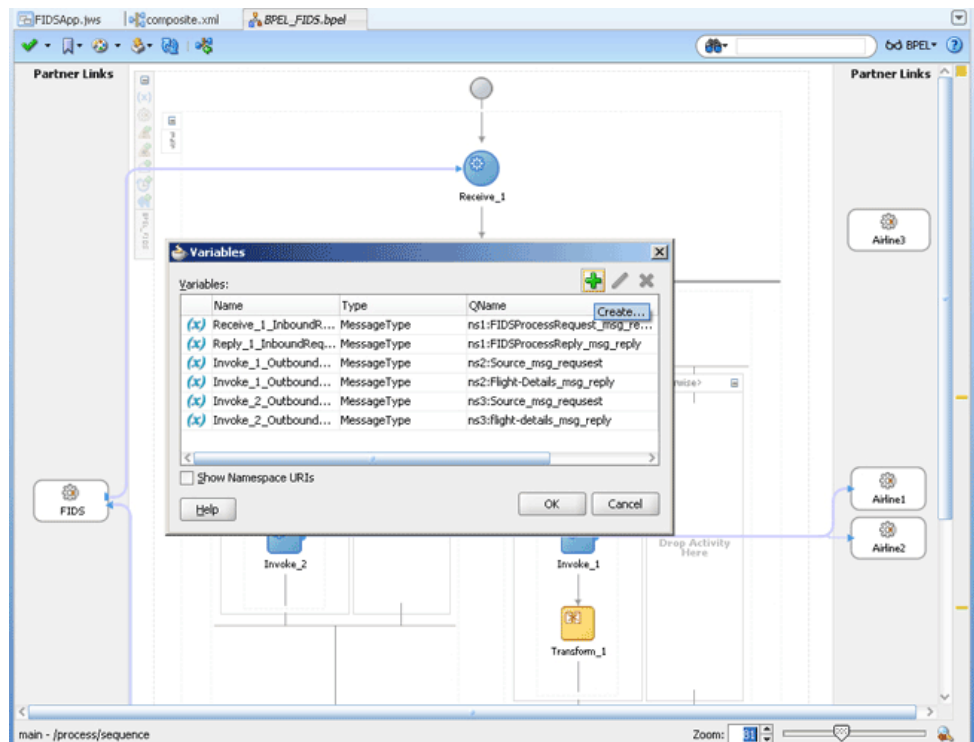 FIDSApp.jws composite.xml BPEL_FIDS.bpel
BPEL
Partner Links Partner Links
Receive_1
Airline3
Variables
Variables:
Create...
Name Type QName
(x) Receive_1_InboundR... MessageType ns1:FIDSProcessRequest_msg_re...
(x) Reply_1_InboundReq... MessageType ns1:FIDSProcessReply_msg_reply
(x) Invoke_1_Outbound... MessageType ns2:Source_msg_requsest
(x) Invoke_1_Outbound... MessageType ns2:Flight-Details_msg_reply
(x) Invoke_2_Outbound... MessageType ns3:Source_msg_requsest
(x) Invoke_2_Outbound... MessageType ns3:flight-details_msg_reply
Show Namespace URIs
Help OK Cancel
FIDS
Airline1
Airline2
Drop Activity
Here
Invoke_2 Invoke_1
Transform_1
main - /process/sequence Zoom: 31